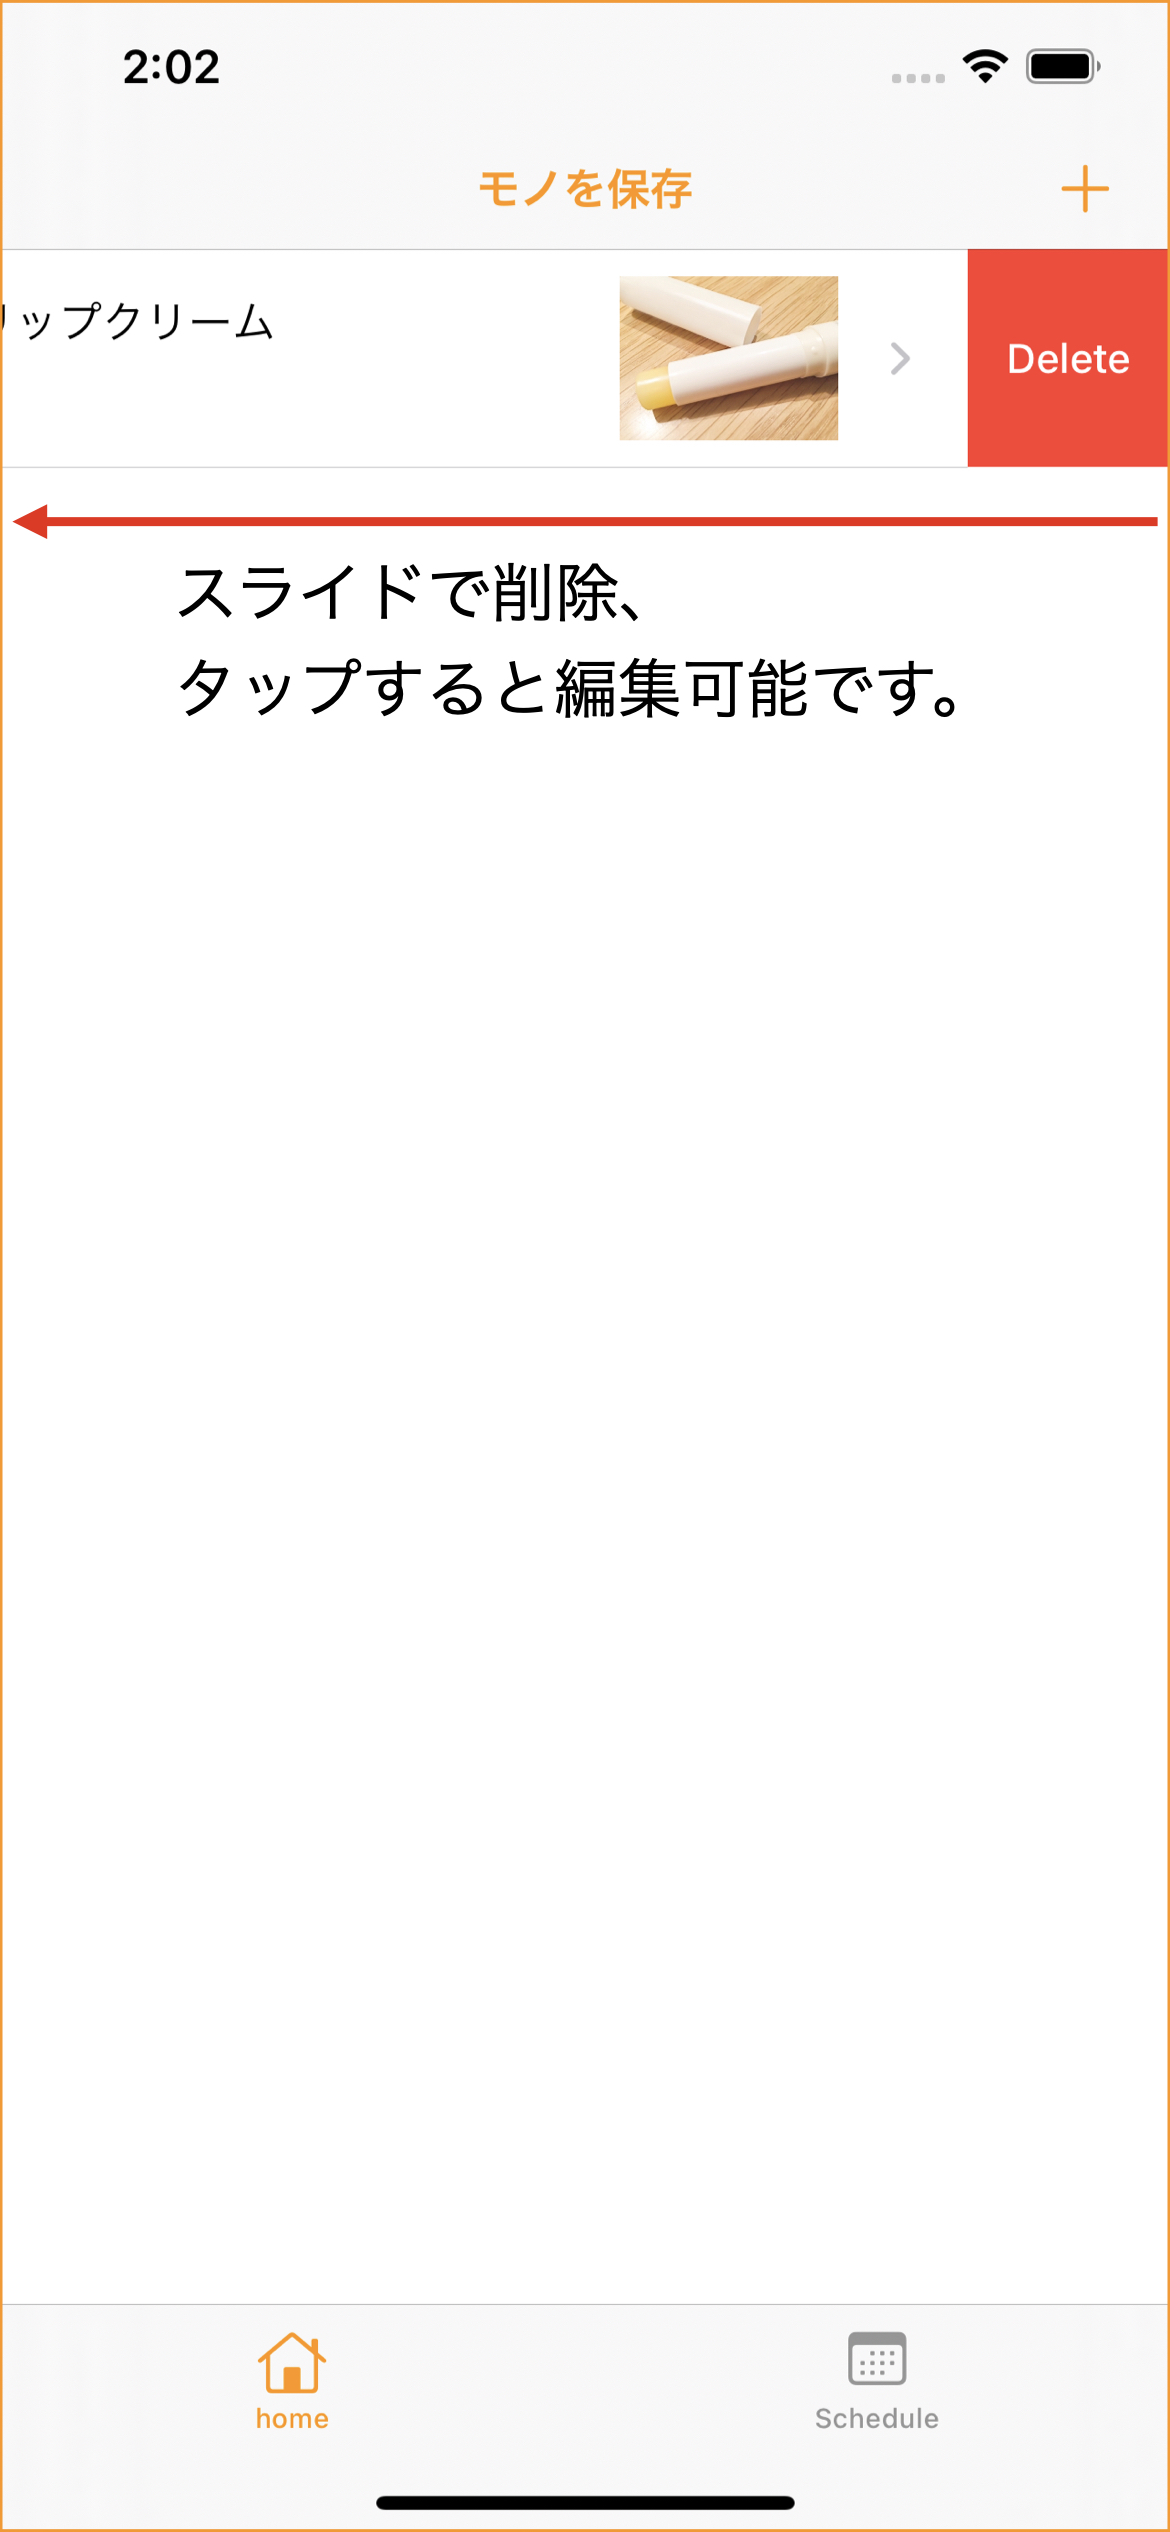 2:02
モノを保存
リップクリーム
Delete
スライドで削除、
タップすると編集可能です。
home
Schedule